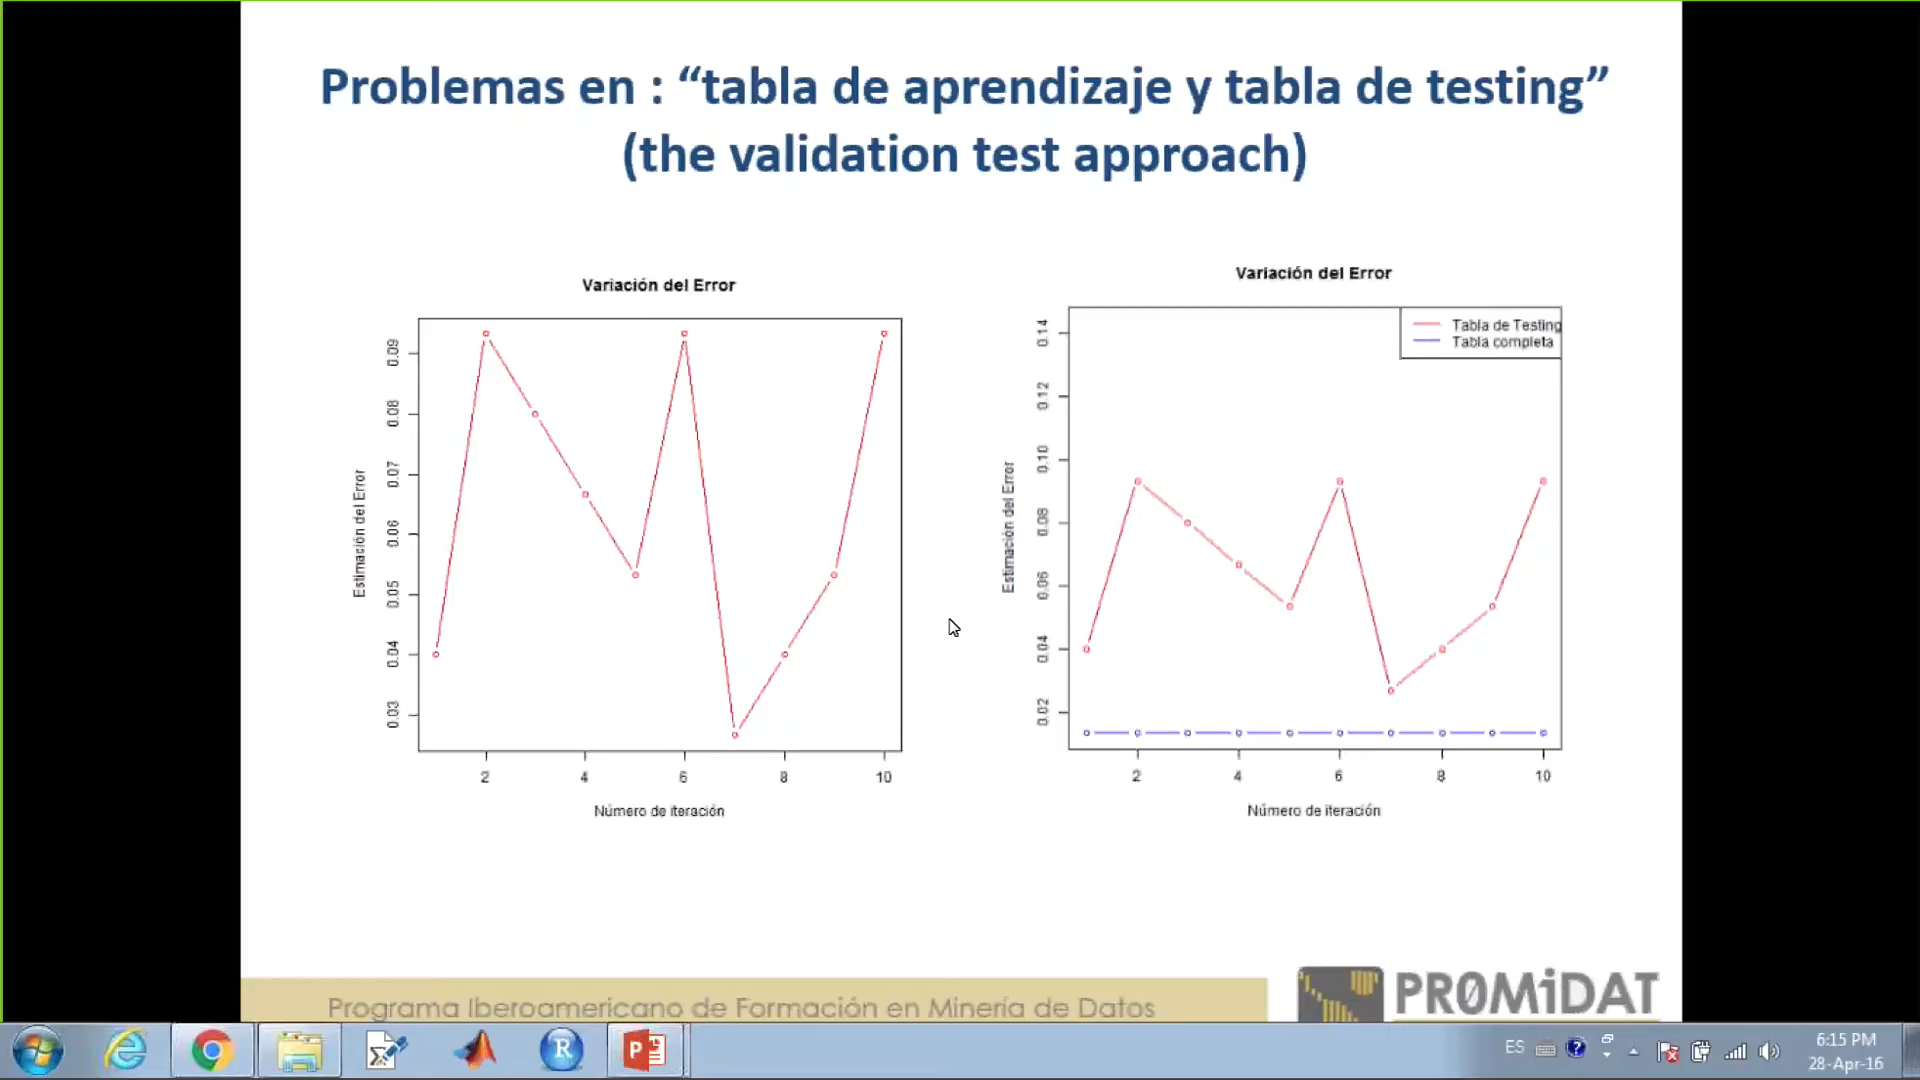 Problemas en : “tabla de aprendizaje y tabla de testing”
(the validation test approach)
Variación del Error
Estimación del Error
0.09
0.08
0.07
0.06
0.05
0.04
0.03
2 4 6 8 10
Número de iteración
Variación del Error
Tabla de Testing
Tabla completa
Estimación del Error
0.14
0.12
0.10
0.08
0.06
0.04
0.02
2 4 6 8 10
Número de iteración
Programa Iberoamericano de Formación en Minería de Datos
PR0MiDAT
ES
6:15 PM
28-Apr-16